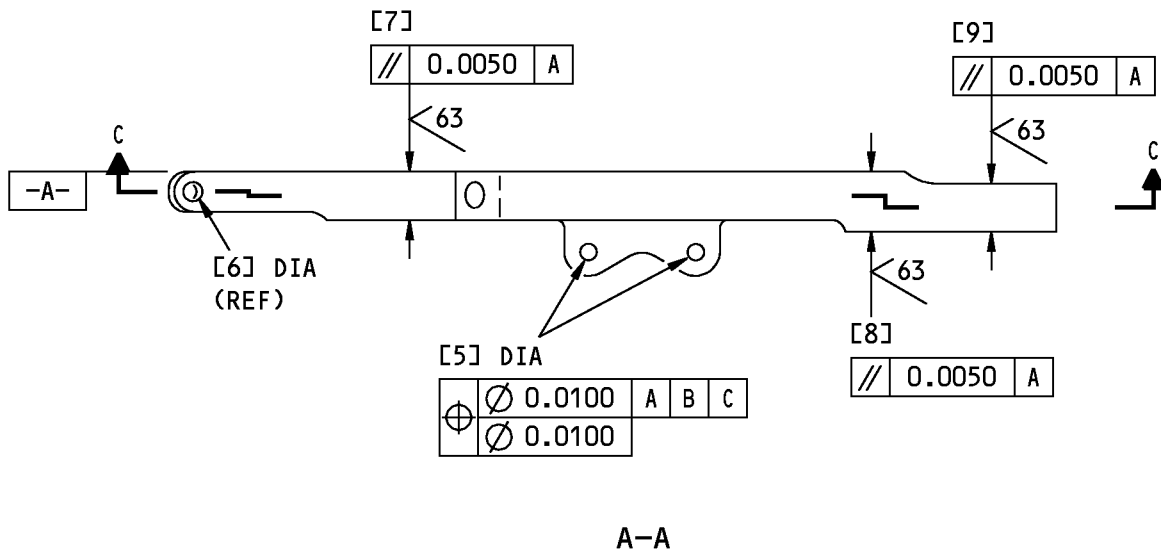 [7]
// 0.0050 A
63
[9]
// 0.0050 A
63
C
C
-A-
[6] DIA
(REF)
63
[8]
// 0.0050 A
[5] DIA
⌖ ∅ 0.0100 A B C
∅ 0.0100
A-A